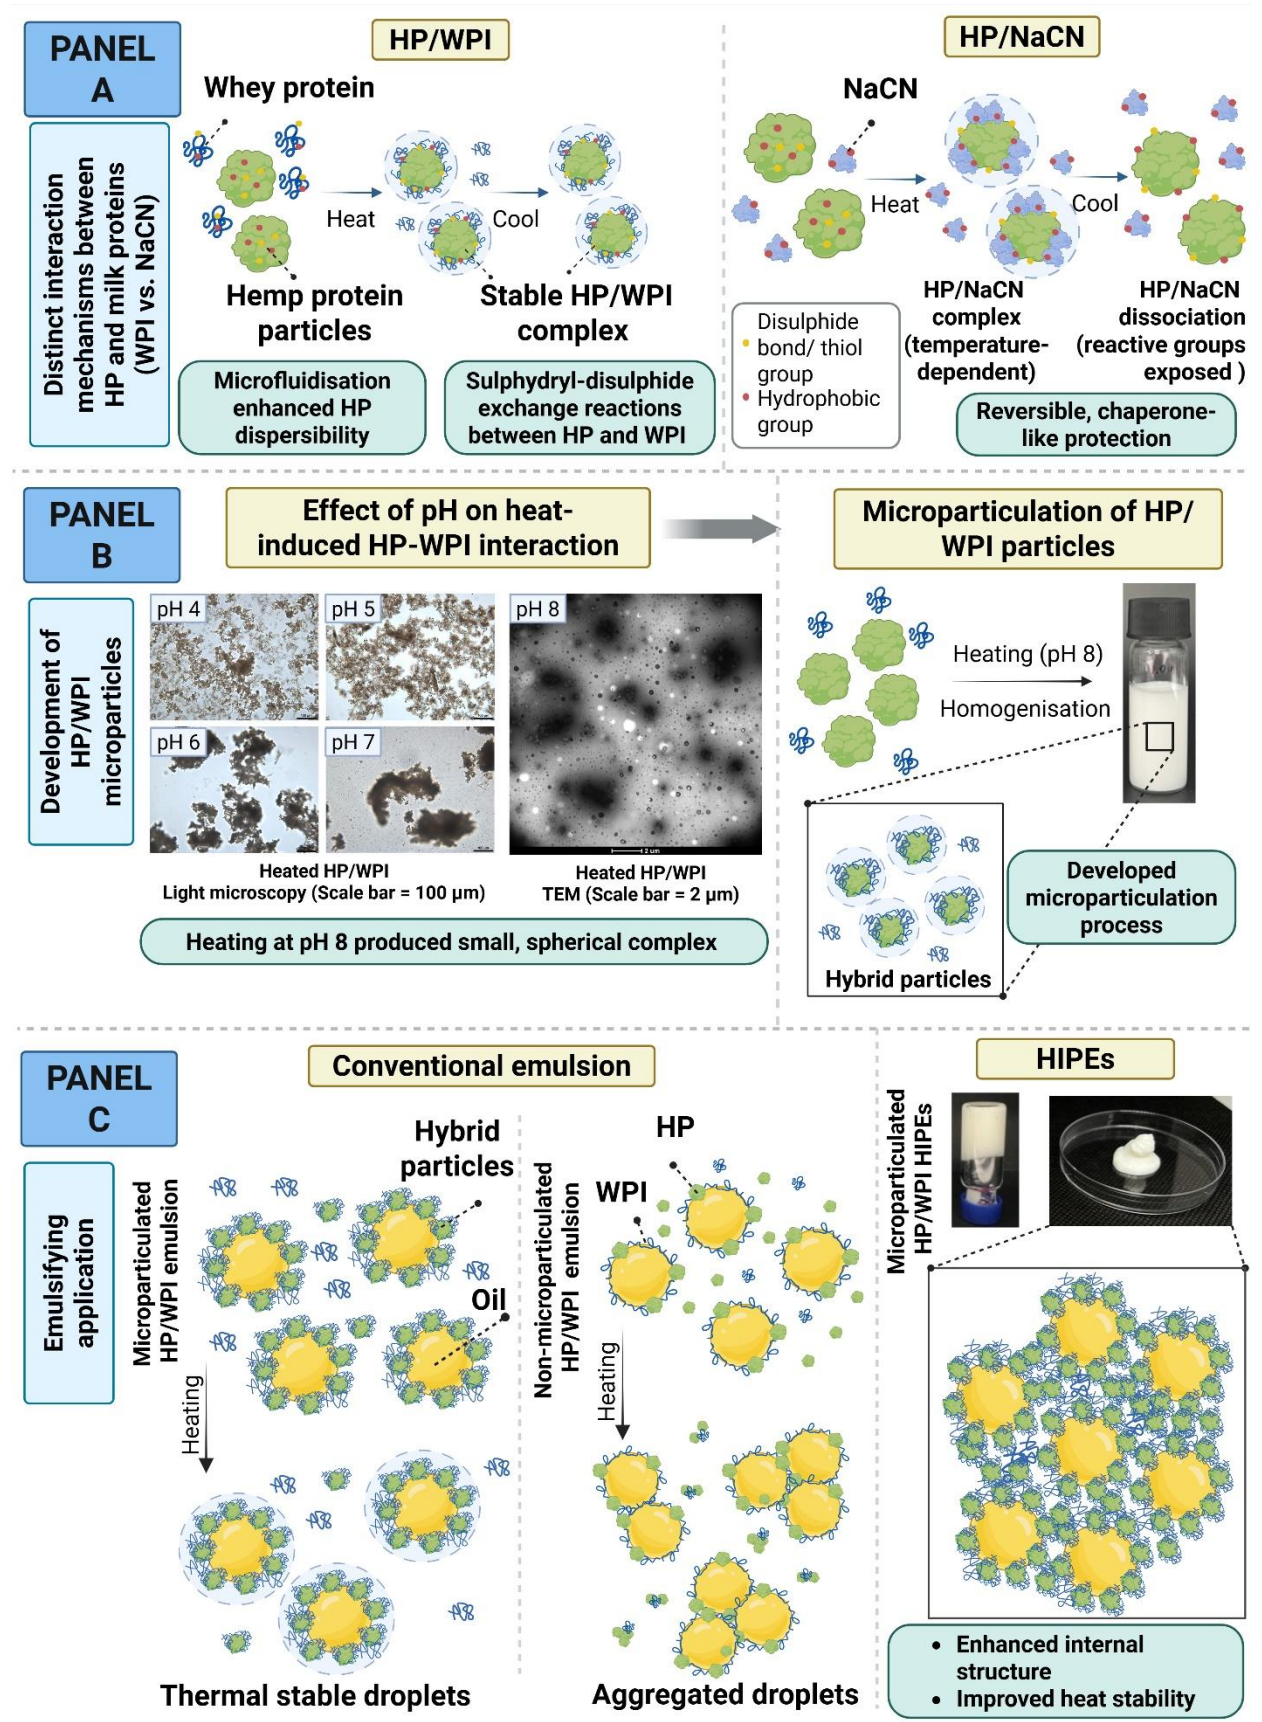 PANEL
A
Distinct interaction
mechanisms between
HP and milk proteins
(WPI vs. NaCN)
HP/WPI
Whey protein
Heat
Cool
Hemp protein
particles
Stable HP/WPI
complex
Microfluidisation
enhanced HP
dispersibility
Sulphydryl-disulphide
exchange reactions
between HP and WPI
HP/NaCN
NaCN
Heat
Cool
Disulphide
bond/ thiol
group
Hydrophobic
group
HP/NaCN
complex
(temperature-
dependent)
HP/NaCN
dissociation
(reactive groups
exposed )
Reversible, chaperone-
like protection
PANEL
B
Development of
HP/WPI
microparticles
Effect of pH on heat-
induced HP-WPI interaction
pH 4
pH 5
pH 6
pH 7
pH 8
2 um
Heated HP/WPI
Light microscopy (Scale bar = 100 µm)
Heated HP/WPI
TEM (Scale bar = 2 µm)
Heating at pH 8 produced small, spherical complex
Microparticulation of HP/
WPI particles
Heating (pH 8)
Homogenisation
Hybrid particles
Developed
microparticulation
process
PANEL
C
Emulsifying
application
Conventional emulsion
Microparticulated
HP/WPI emulsion
Hybrid
particles
Oil
Heating
Thermal stable droplets
Non-microparticulated
HP/WPI emulsion
HP
WPI
Heating
Aggregated droplets
HIPEs
Microparticulated
HP/WPI HIPEs
• Enhanced internal
structure
• Improved heat stability